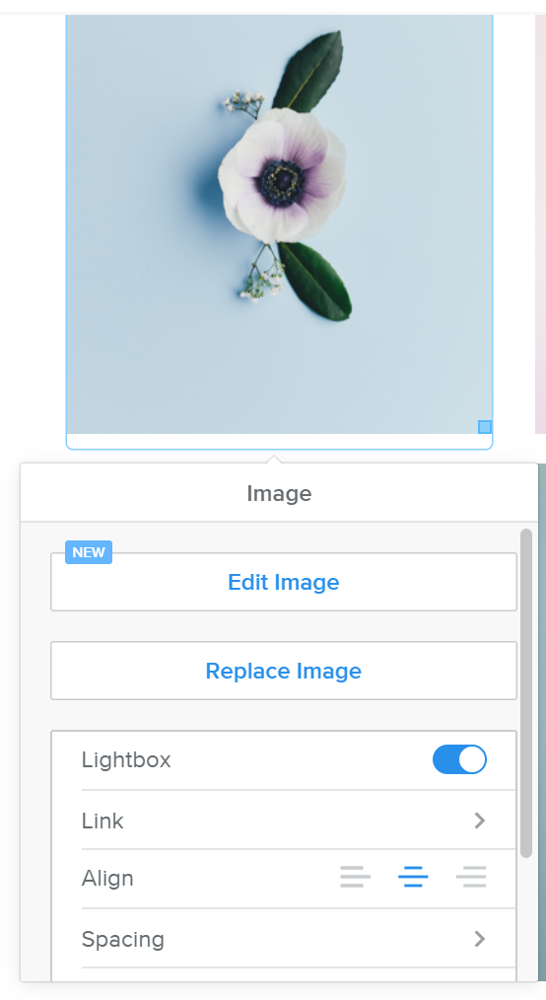 Image
NEW
Edit Image
Replace Image
Lightbox
Link
Align
Spacing